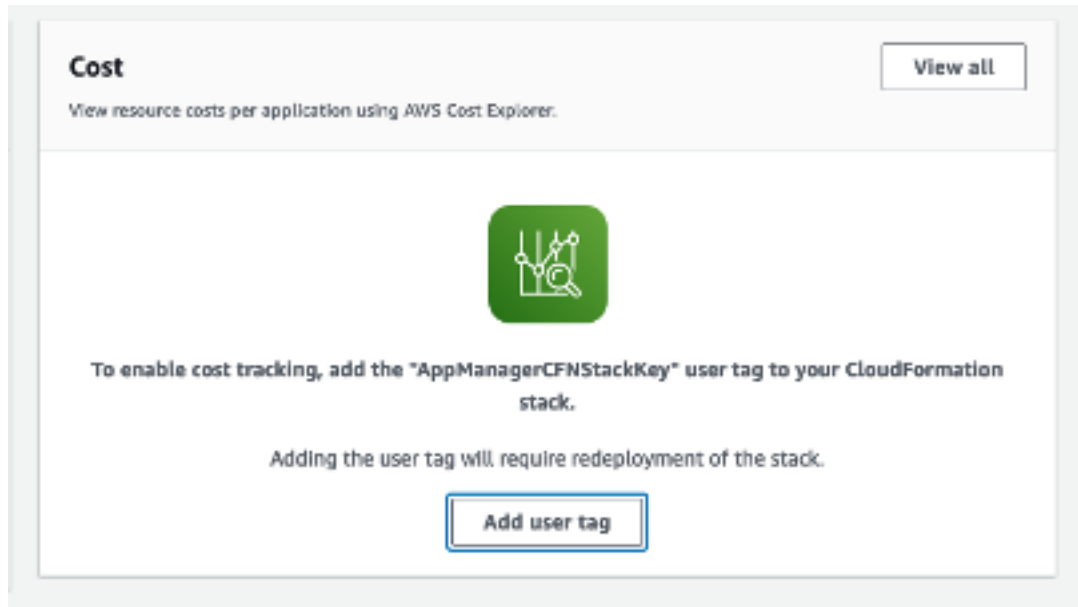 Cost
View all
View resource costs per application using AWS Cost Explorer.
To enable cost tracking, add the "AppManagerCFNStackKey" user tag to your CloudFormation
stack.
Adding the user tag will require redeployment of the stack.
Add user tag